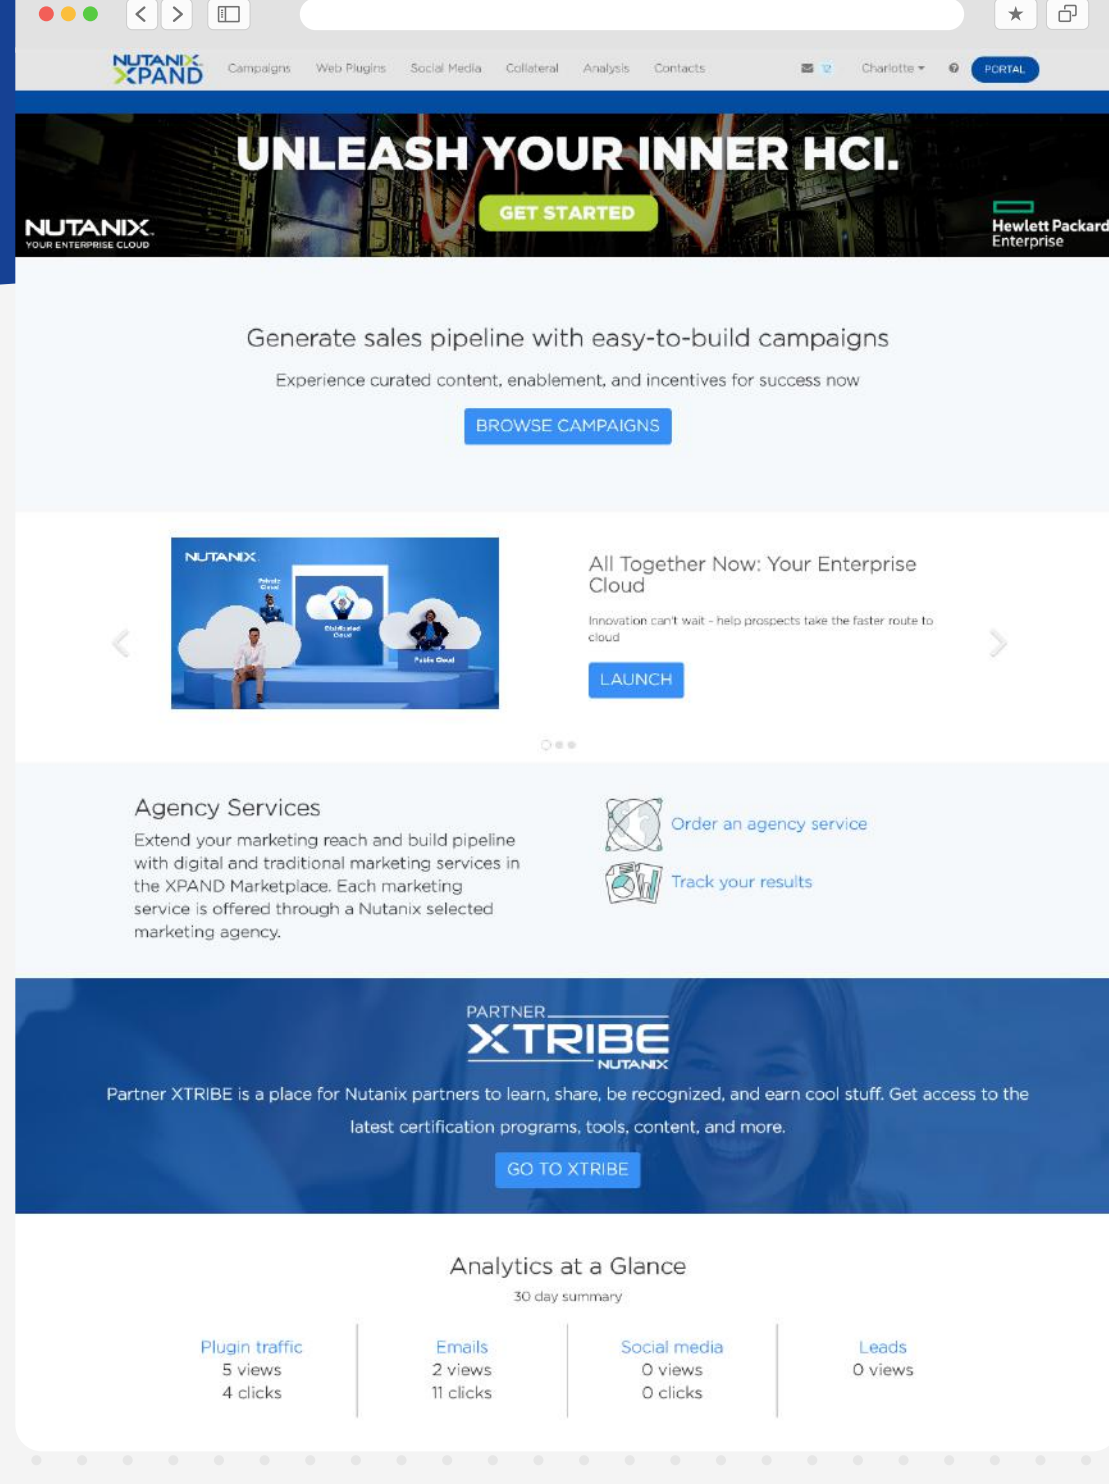 NUTANIX
XPAND
Campaigns Web Plugins Social Media Collateral Analysis Contacts 12 Charlotte PORTAL
UNLEASH YOUR INNER HCI.
GET STARTED
NUTANIX
YOUR ENTERPRISE CLOUD
Hewlett Packard
Enterprise
Generate sales pipeline with easy-to-build campaigns
Experience curated content, enablement, and incentives for success now
BROWSE CAMPAIGNS
NUTANIX
Private
Cloud
Distributed
Cloud
Public Cloud
All Together Now: Your Enterprise
Cloud
Innovation can't wait - help prospects take the faster route to
cloud
LAUNCH
Agency Services
Extend your marketing reach and build pipeline
with digital and traditional marketing services in
the XPAND Marketplace. Each marketing
service is offered through a Nutanix selected
marketing agency.
Order an agency service
Track your results
PARTNER
XTRIBE
NUTANIX
Partner XTRIBE is a place for Nutanix partners to learn, share, be recognized, and earn cool stuff. Get access to the
latest certification programs, tools, content, and more.
GO TO XTRIBE
Analytics at a Glance
30 day summary
Plugin traffic
5 views
4 clicks
Emails
2 views
11 clicks
Social media
0 views
0 clicks
Leads
0 views